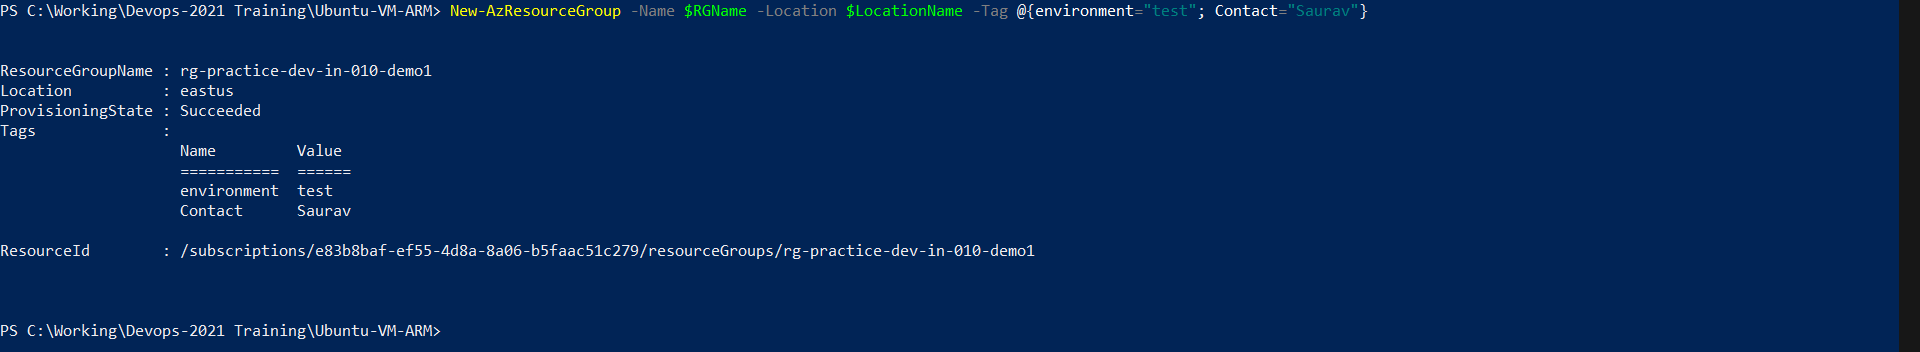 PS C:\Working\Devops-2021 Training\Ubuntu-VM-ARM> New-AzResourceGroup -Name $RGName -Location $LocationName -Tag @{environment="test"; Contact="Saurav"}
ResourceGroupName : rg-practice-dev-in-010-demo1
Location          : eastus
ProvisioningState : Succeeded
Tags              :
                    Name         Value
                    ===========  ======
                    environment  test
                    Contact      Saurav
ResourceId        : /subscriptions/e83b8baf-ef55-4d8a-8a06-b5faac51c279/resourceGroups/rg-practice-dev-in-010-demo1
PS C:\Working\Devops-2021 Training\Ubuntu-VM-ARM>